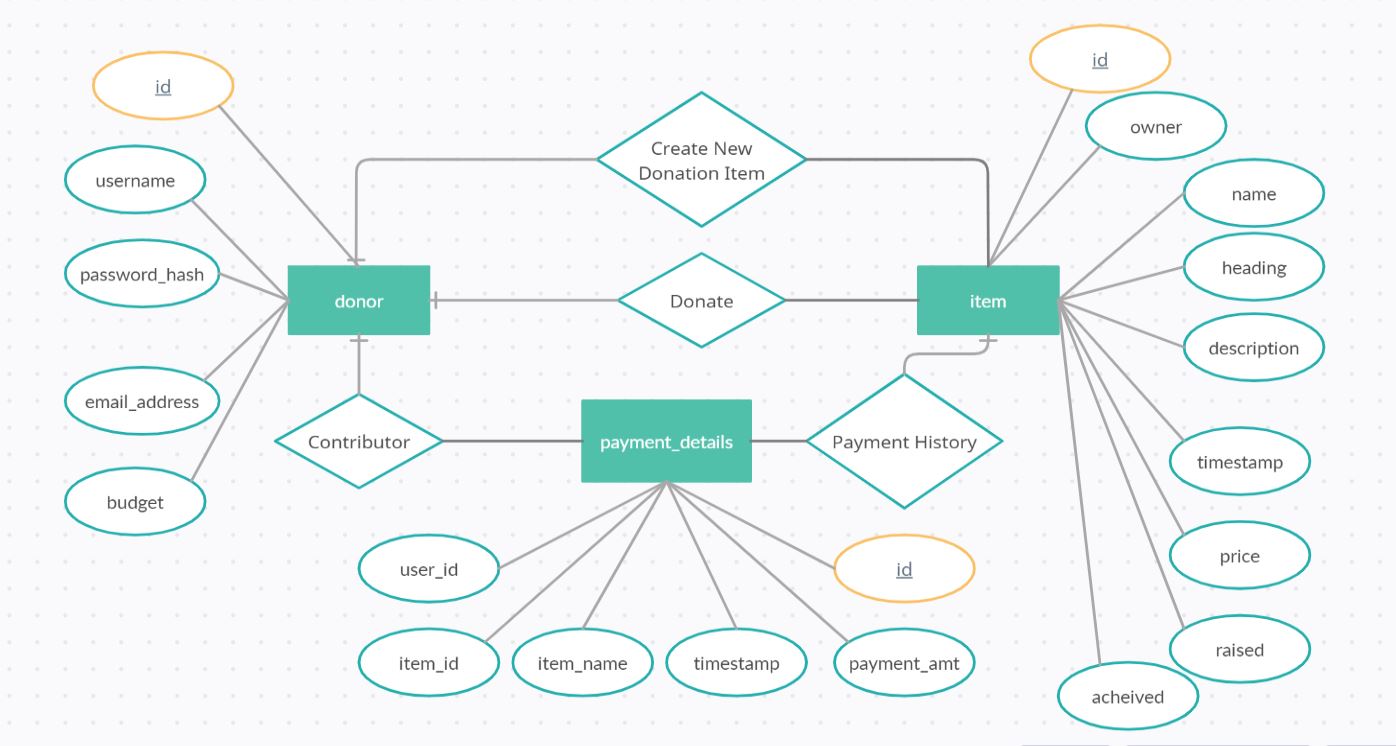 id
id
owner
Create New
Donation Item
username
name
password_hash
heading
donor
Donate
item
description
email_address
Contributor
payment_details
Payment History
timestamp
budget
user_id
id
price
item_id
item_name
timestamp
payment_amt
raised
acheived